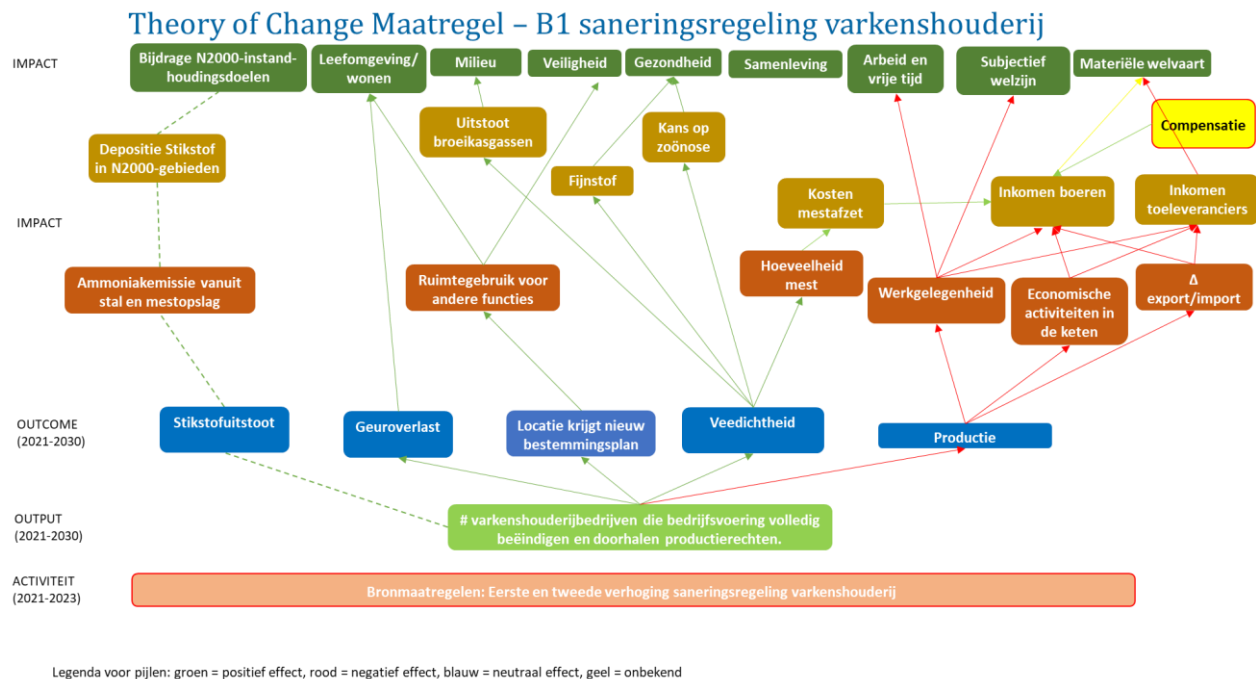 Theory of Change Maatregel – B1 saneringsregeling varkenshouderij
IMPACT
Bijdrage N2000-instand-
houdingsdoelen
Leefomgeving/
wonen
Milieu
Veiligheid
Gezondheid
Samenleving
Arbeid en
vrije tijd
Subjectief
welzijn
Materiële welvaart
Uitstoot
broeikasgassen
Kans op
zoönose
Compensatie
Depositie Stikstof
in N2000-gebieden
Fijnstof
Kosten
mestafzet
Inkomen boeren
Inkomen
toeleveranciers
IMPACT
Ammoniakemissie vanuit
stal en mestopslag
Ruimtegebruik voor
andere functies
Hoeveelheid
mest
Werkgelegenheid
Economische
activiteiten in
de keten
Δ
export/import
OUTCOME
(2021-2030)
Stikstofuitstoot
Geuroverlast
Locatie krijgt nieuw
bestemmingsplan
Veedichtheid
Productie
OUTPUT
(2021-2030)
# varkenshouderijbedrijven die bedrijfsvoering volledig
beëindigen en doorhalen productierechten.
ACTIVITEIT
(2021-2023)
Bronmaatregelen: Eerste en tweede verhoging saneringsregeling varkenshouderij
Legenda voor pijlen: groen = positief effect, rood = negatief effect, blauw = neutraal effect, geel = onbekend